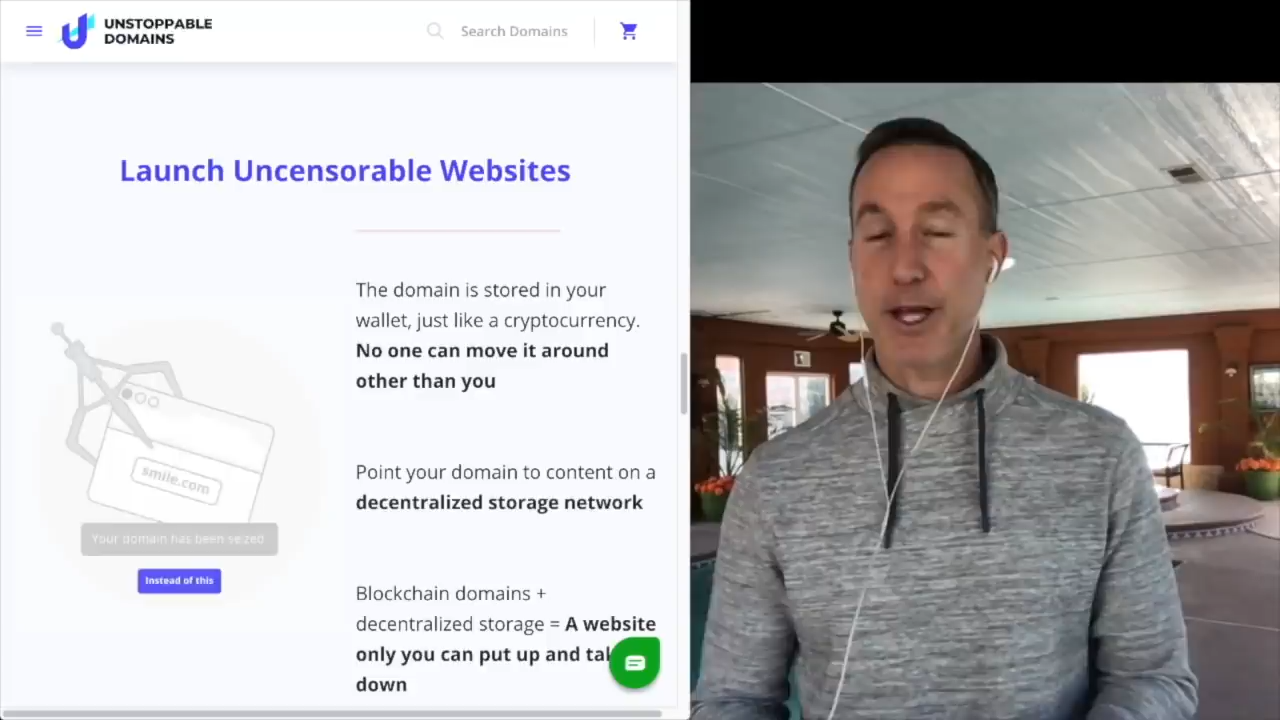 UNSTOPPABLE
DOMAINS
Search Domains
Launch Uncensorable Websites
The domain is stored in your
wallet, just like a cryptocurrency.
No one can move it around
other than you
smile.com
Point your domain to content on a
decentralized storage network
Your domain has been seized
Instead of this
Blockchain domains +
decentralized storage = A website
only you can put up and ta
down